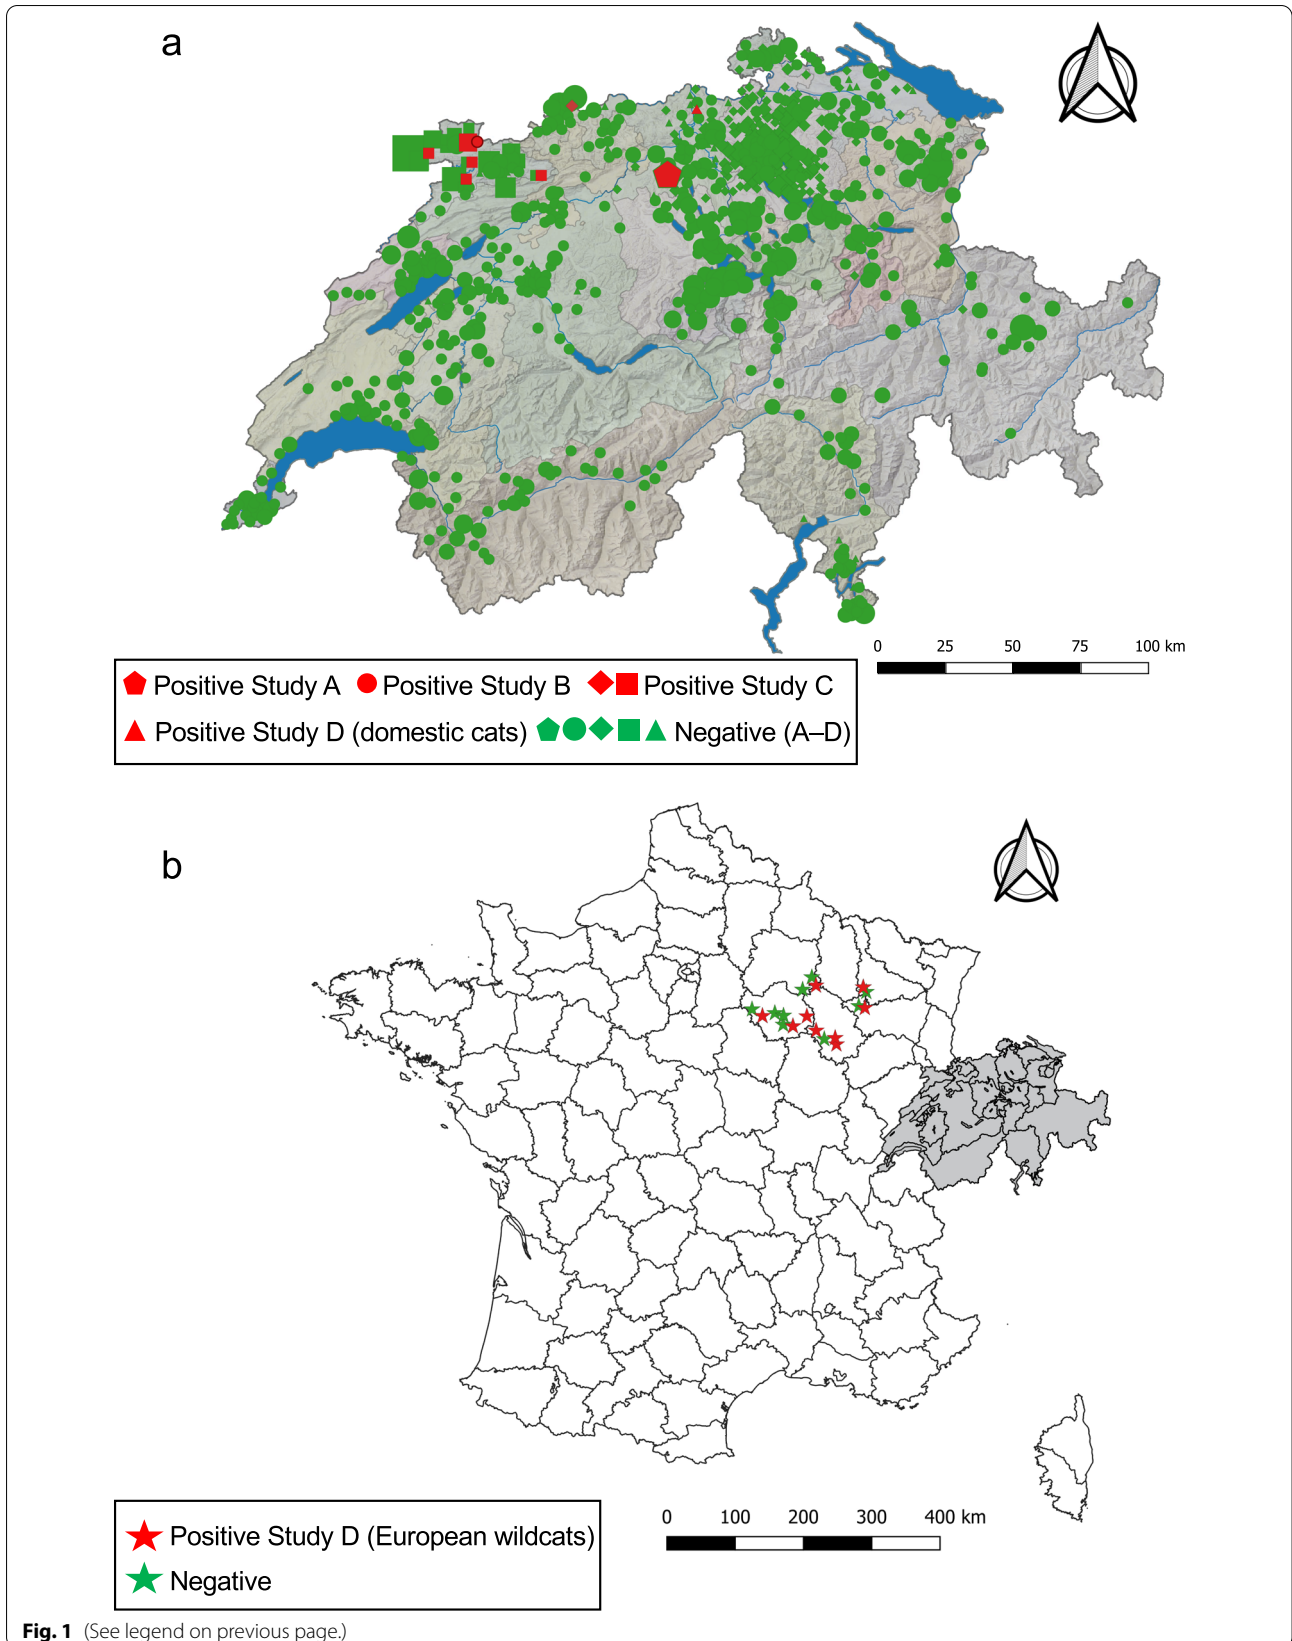 a
0 25 50 75 100 km
Positive Study A Positive Study B Positive Study C
Positive Study D (domestic cats) Negative (A–D)
b
Positive Study D (European wildcats)
Negative
0 100 200 300 400 km
Fig. 1 (See legend on previous page.)